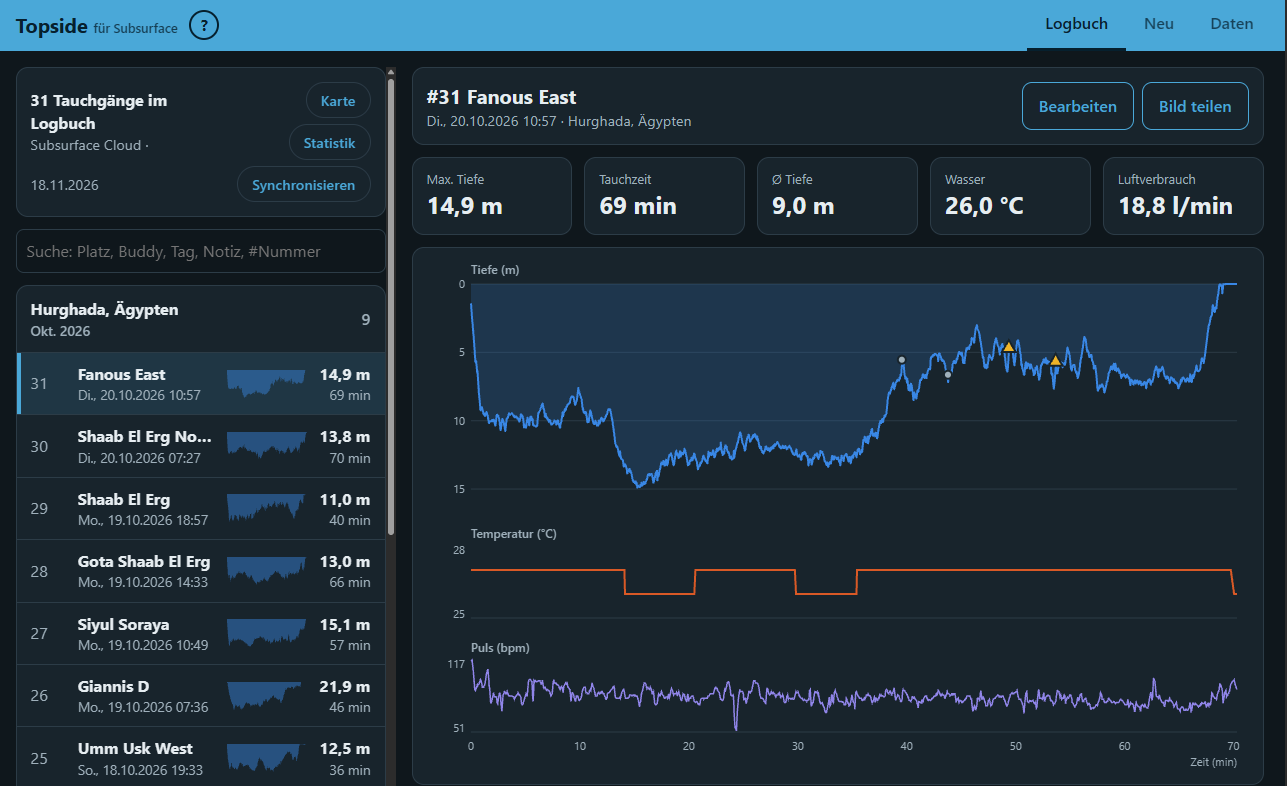 Topside für Subsurface ?
Logbuch Neu Daten
31 Tauchgänge im
Logbuch
Subsurface Cloud ·
18.11.2026
Karte
Statistik
Synchronisieren
Suche: Platz, Buddy, Tag, Notiz, #Nummer
Hurghada, Ägypten
Okt. 2026
9
31 Fanous East 14,9 m
Di., 20.10.2026 10:57 69 min
30 Shaab El Erg No... 13,8 m
Di., 20.10.2026 07:27 70 min
29 Shaab El Erg 11,0 m
Mo., 19.10.2026 18:57 40 min
28 Gota Shaab El Erg 13,0 m
Mo., 19.10.2026 14:33 66 min
27 Siyul Soraya 15,1 m
Mo., 19.10.2026 10:49 57 min
26 Giannis D 21,9 m
Mo., 19.10.2026 07:36 46 min
25 Umm Usk West 12,5 m
So., 18.10.2026 19:33 36 min
#31 Fanous East
Di., 20.10.2026 10:57 · Hurghada, Ägypten
Bearbeiten Bild teilen
Max. Tiefe
14,9 m
Tauchzeit
69 min
Ø Tiefe
9,0 m
Wasser
26,0 °C
Luftverbrauch
18,8 l/min
Tiefe (m)
0
5
10
15
Temperatur (°C)
28
25
Puls (bpm)
117
51
0 10 20 30 40 50 60 70
Zeit (min)